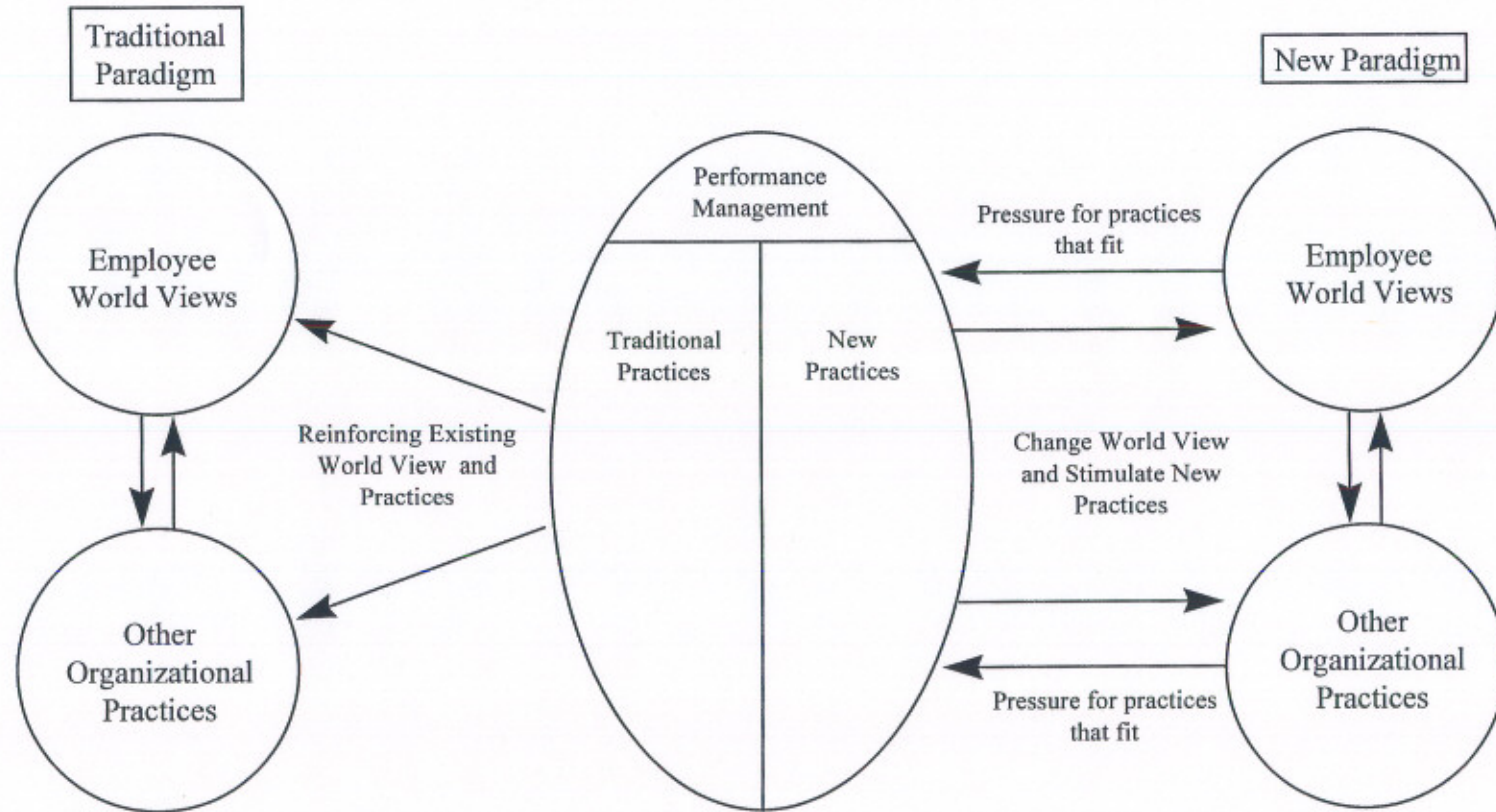 Traditional
Paradigm
New Paradigm
Employee
World Views
Other
Organizational
Practices
Reinforcing Existing
World View and
Practices
Performance
Management
Traditional
Practices
New
Practices
Pressure for practices
that fit
Change World View
and Stimulate New
Practices
Pressure for practices
that fit
Employee
World Views
Other
Organizational
Practices